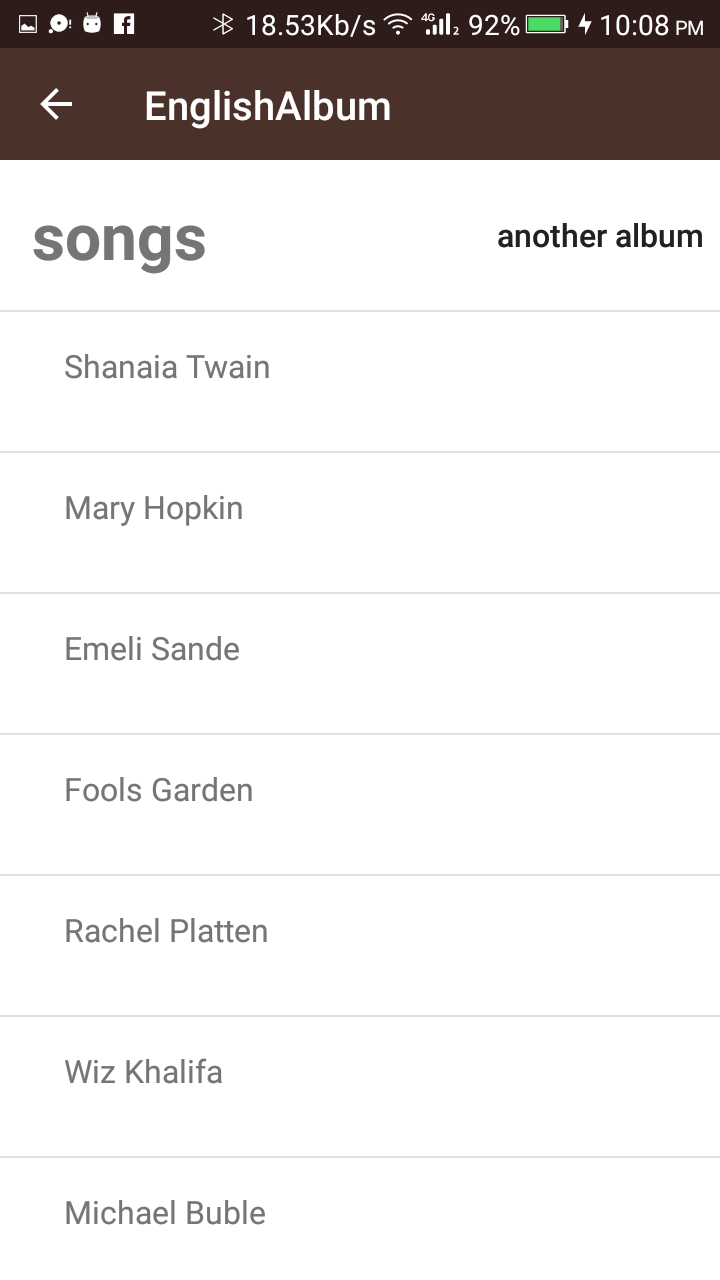 18.53Kb/s 4G 2 92% 10:08 PM
EnglishAlbum
songs another album
Shanaia Twain
Mary Hopkin
Emeli Sande
Fools Garden
Rachel Platten
Wiz Khalifa
Michael Buble